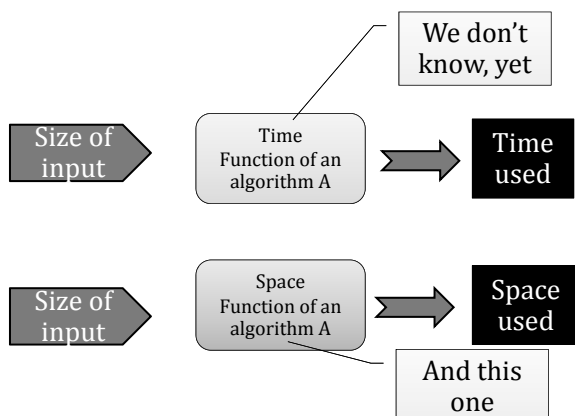 We don't
know, yet
Size of
input
Time
Function of an
algorithm A
Time
used
Size of
input
Space
Function of an
algorithm A
Space
used
And this
one